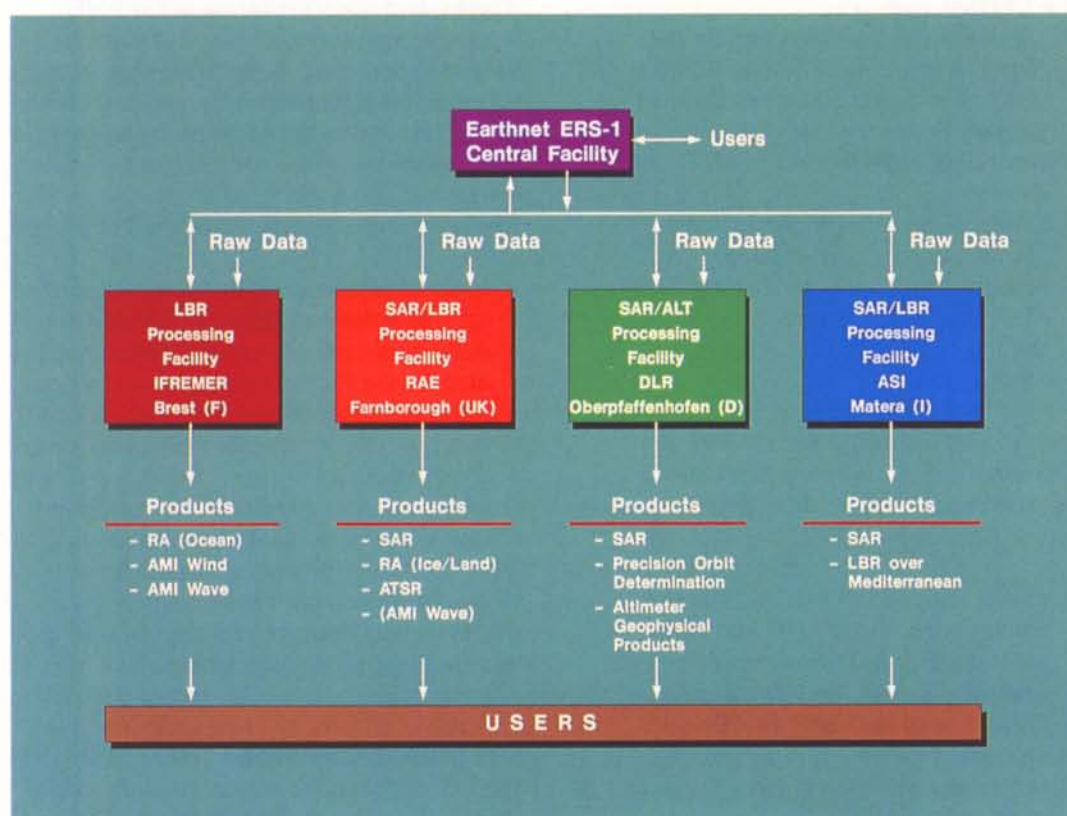 Earthnet ERS-1
Central Facility
Users
Raw Data
Raw Data
Raw Data
Raw Data
LBR
Processing
Facility
IFREMER
Brest (F)
SAR/LBR
Processing
Facility
RAE
Farnborough (UK)
SAR/ALT
Processing
Facility
DLR
Oberpfaffenhofen (D)
SAR/LBR
Processing
Facility
ASI
Matera (I)
Products
- RA (Ocean)
- AMI Wind
- AMI Wave
Products
- SAR
- RA (Ice/Land)
- ATSR
- (AMI Wave)
Products
- SAR
- Precision Orbit
Determination
- Altimeter
Geophysical
Products
Products
- SAR
- LBR over
Mediterranean
USERS